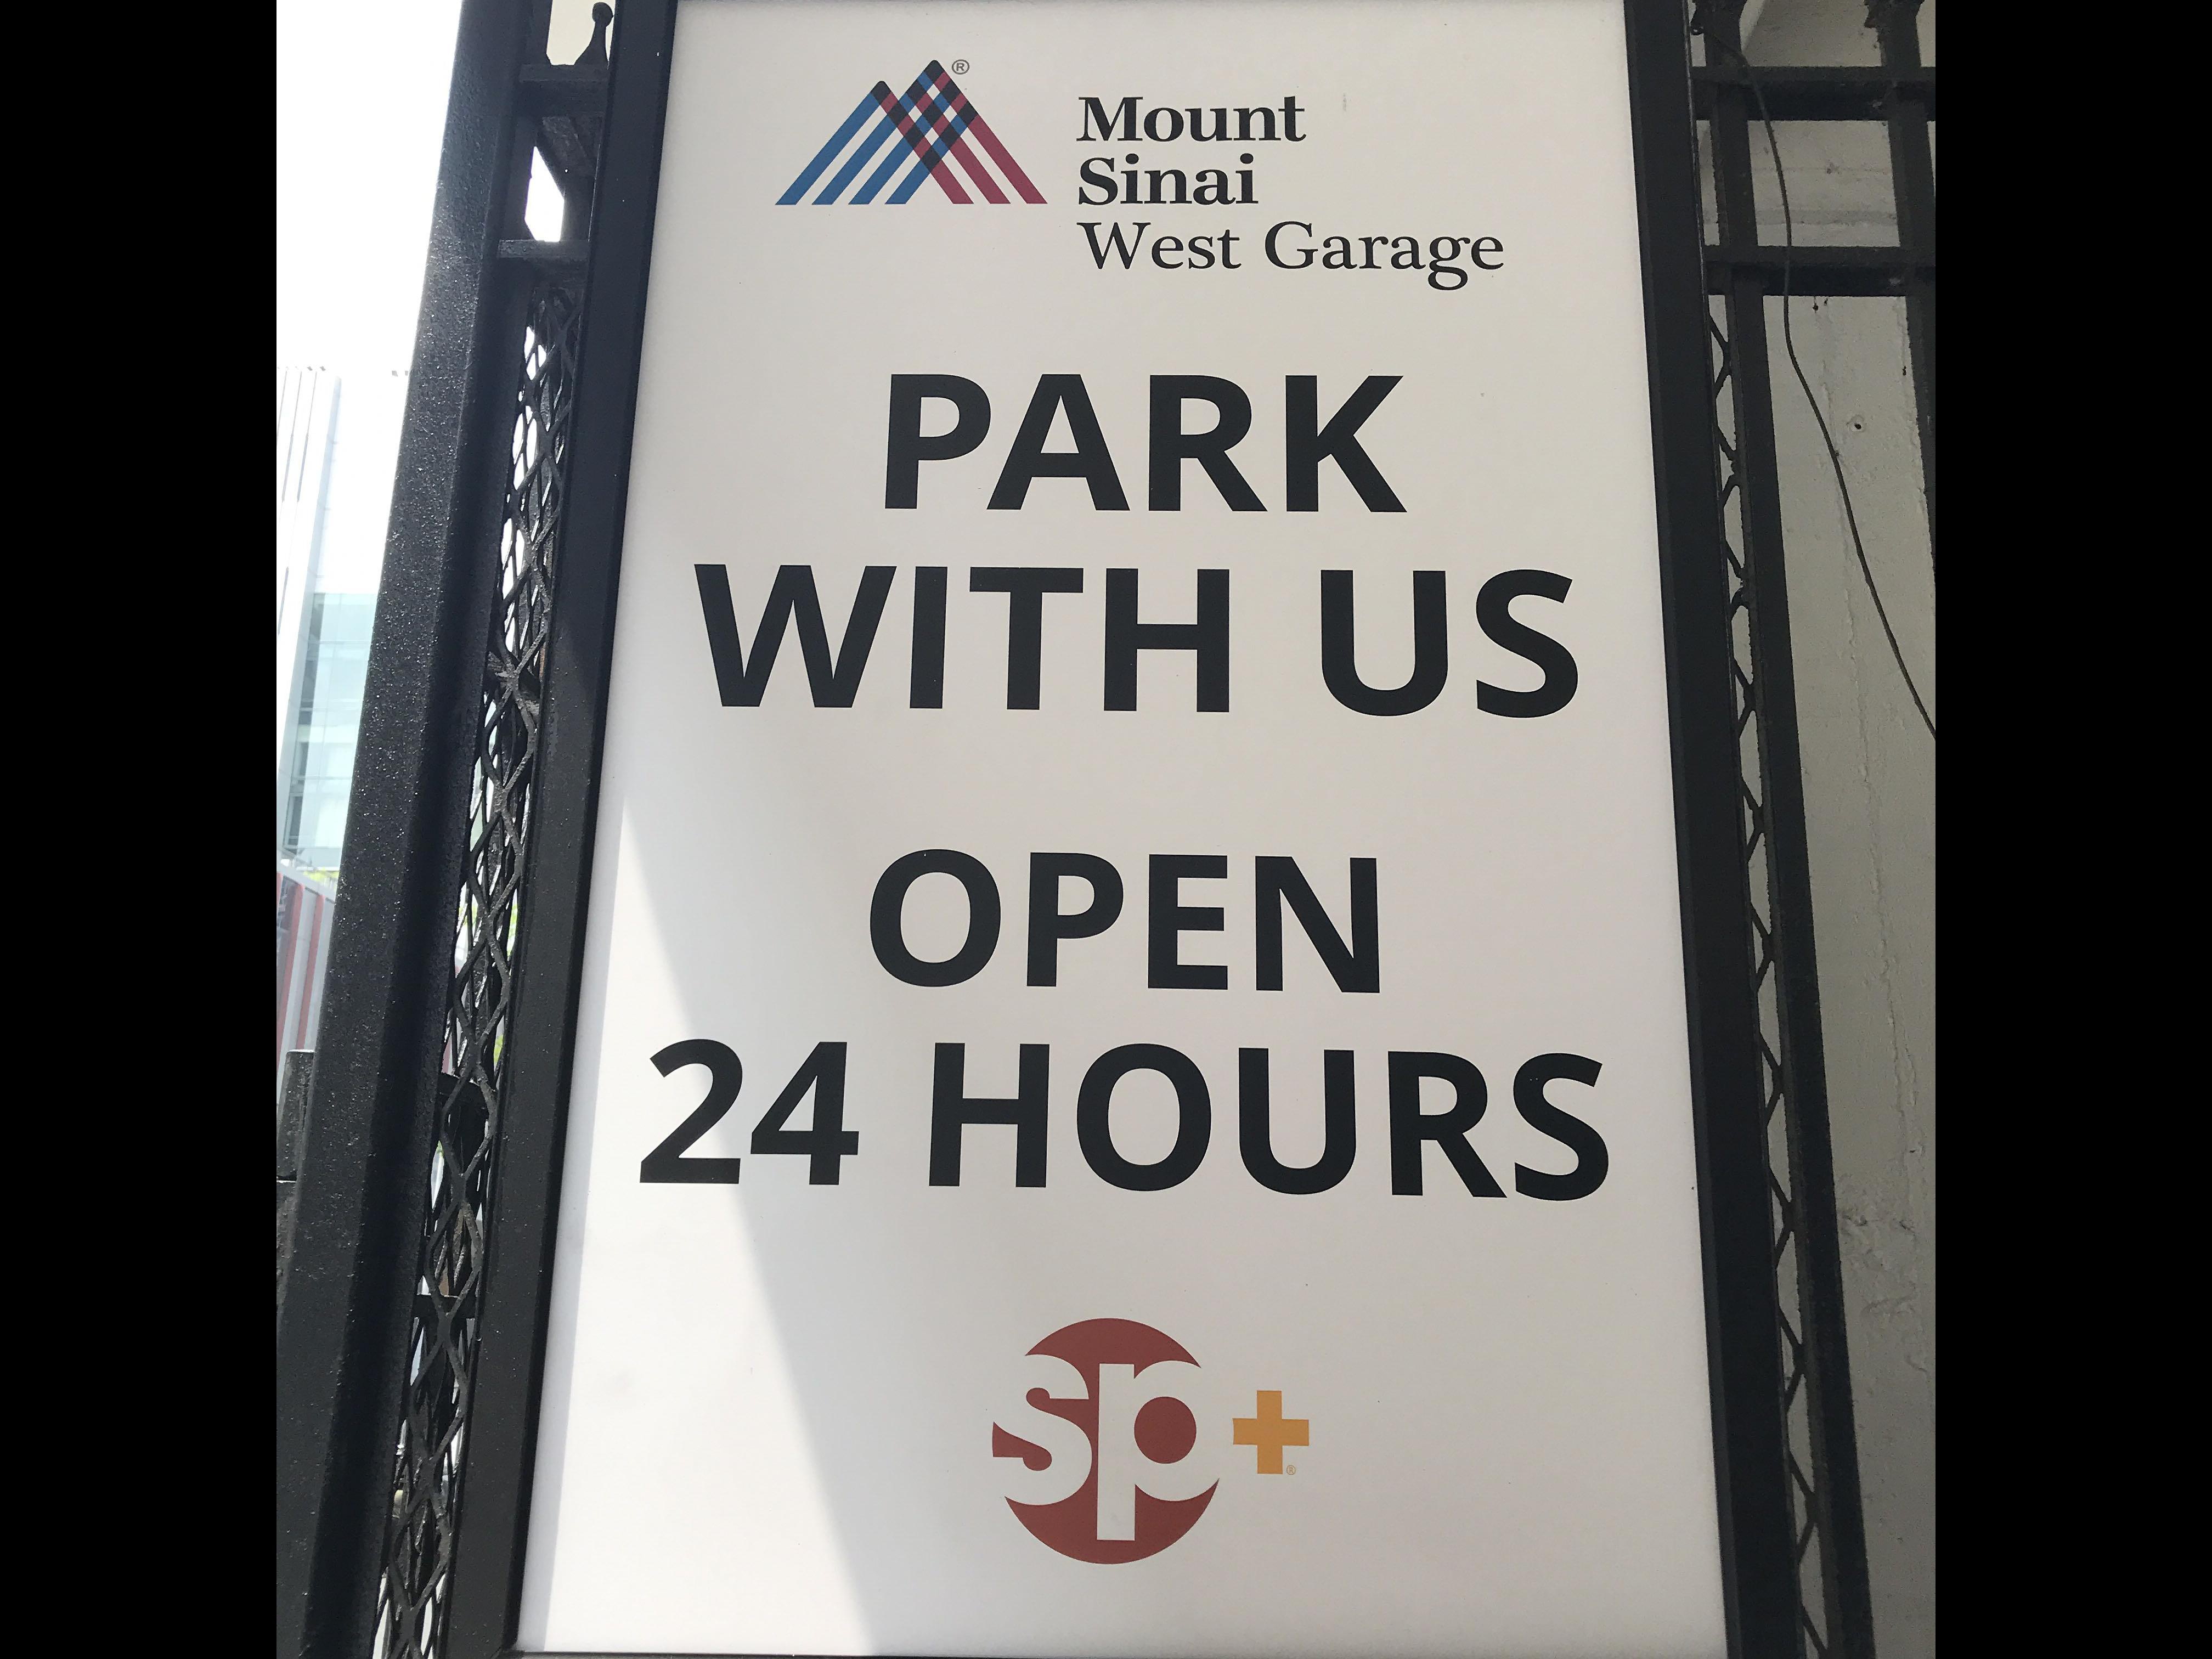 ®
Mount
Sinai
West Garage
PARK
WITH US
OPEN
24 HOURS
sp+®